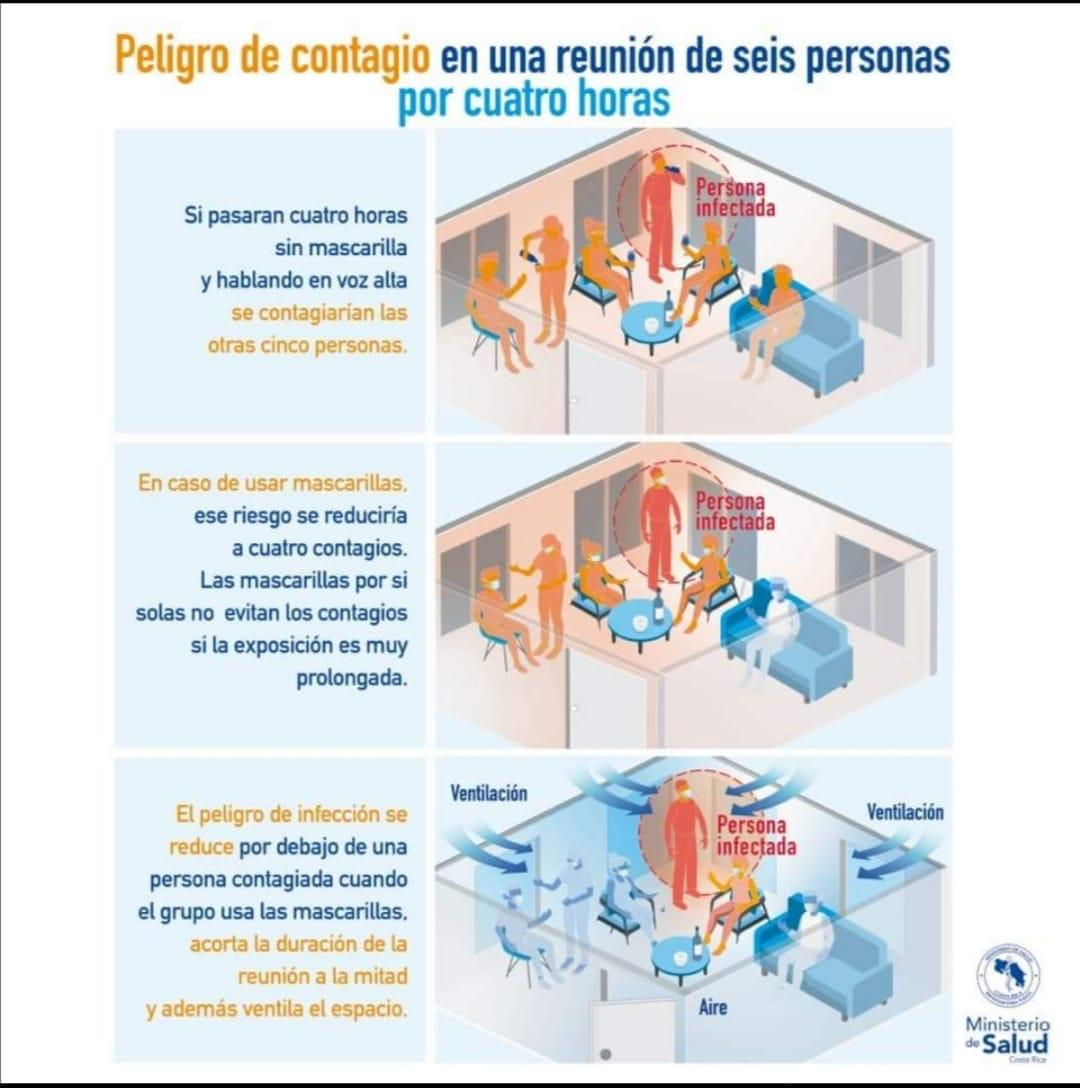 Peligro de contagio en una reunión de seis personas
por cuatro horas
Si pasaran cuatro horas
sin mascarilla
y hablando en voz alta
se contagiarían las
otras cinco personas.
Persona
infectada
En caso de usar mascarillas,
ese riesgo se reduciría
a cuatro contagios.
Las mascarillas por si
solas no evitan los contagios
si la exposición es muy
prolongada.
Persona
infectada
El peligro de infección se
reduce por debajo de una
persona contagiada cuando
el grupo usa las mascarillas,
acorta la duración de la
reunión a la mitad
y además ventila el espacio.
Ventilación
Ventilación
Persona
infectada
Aire
MINISTERIO DE SALUD
COSTA RICA
Ministerio
de Salud
Costa Rica